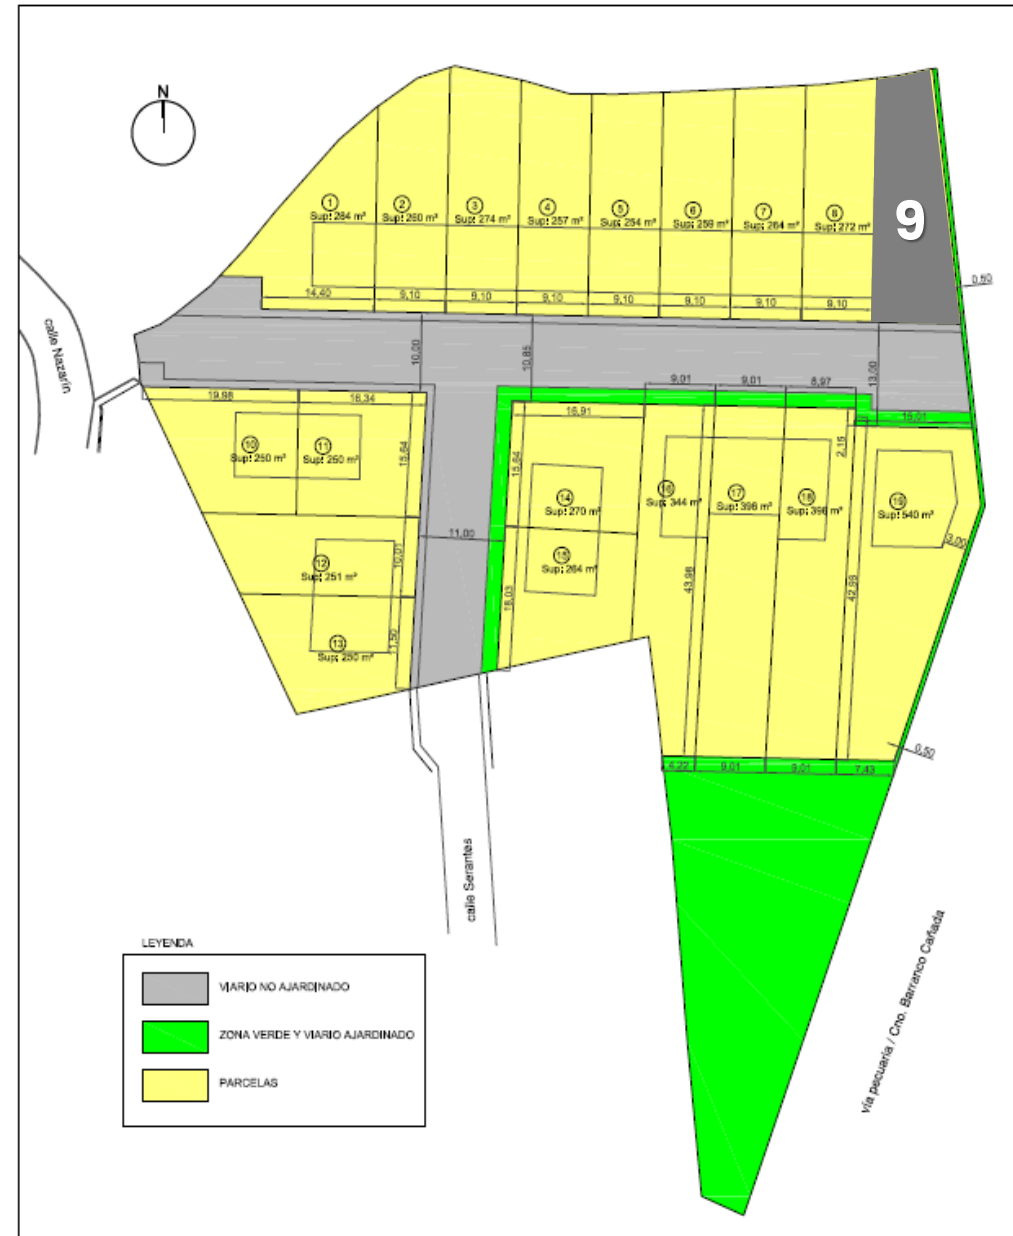 N
1
Sup: 284 m²
2
Sup: 260 m²
3
Sup: 274 m²
4
Sup: 257 m²
5
Sup: 254 m²
6
Sup: 259 m²
7
Sup: 264 m²
8
Sup: 272 m²
9
0,50
14,40
9,10
9,10
9,10
9,10
9,10
9,10
9,10
calle Nazarín
10,00
10,85
13,00
19,98
16,34
9,01
9,01
8,97
16,01
16,91
2,15
10
Sup: 250 m²
11
Sup: 250 m²
15,64
15,64
14
Sup: 270 m²
16
Sup: 344 m²
17
Sup: 396 m²
18
Sup: 396 m²
19
Sup: 540 m²
11,00
3,00
12
Sup: 251 m²
10,01
15
Sup: 264 m²
18,03
43,98
42,98
13
Sup: 250 m²
11,50
0,50
4,22
9,01
9,01
7,43
calle Serantes
vía pecuaria / Cno. Barranco Cañada
LEYENDA
VIARIO NO AJARDINADO
ZONA VERDE Y VIARIO AJARDINADO
PARCELAS